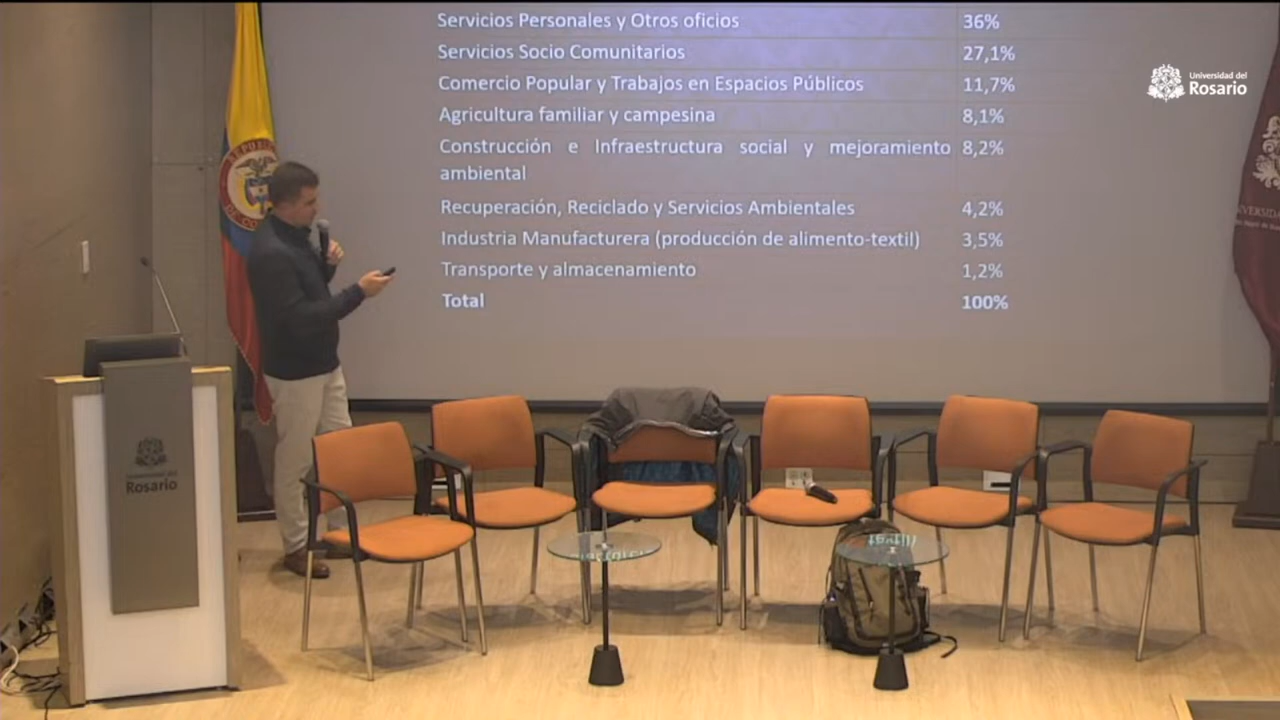 Servicios Personales y Otros oficios 36%
Servicios Socio Comunitarios 27,1%
Comercio Popular y Trabajos en Espacios Públicos 11,7%
Agricultura familiar y campesina 8,1%
Construcción e Infraestructura social y mejoramiento 8,2%
ambiental
Recuperación, Reciclado y Servicios Ambientales 4,2%
Industria Manufacturera (producción de alimento-textil) 3,5%
Transporte y almacenamiento 1,2%
Total 100%
Universidad del
Rosario
Universidad del
Rosario